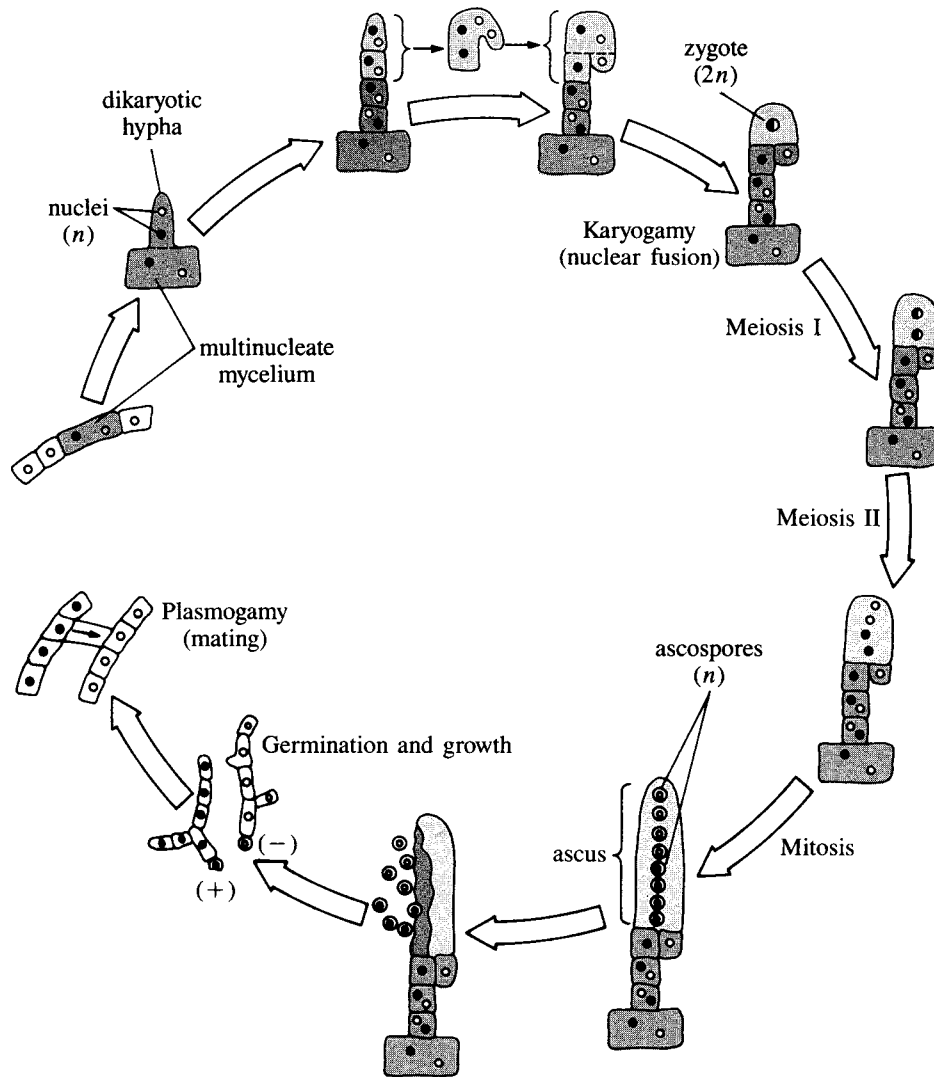 zygote
(2n)
dikaryotic
hypha
nuclei
(n)
Karyogamy
(nuclear fusion)
Meiosis I
multinucleate
mycelium
Meiosis II
Plasmogamy
(mating)
ascospores
(n)
Germination and growth
ascus
Mitosis
(−)
(+)